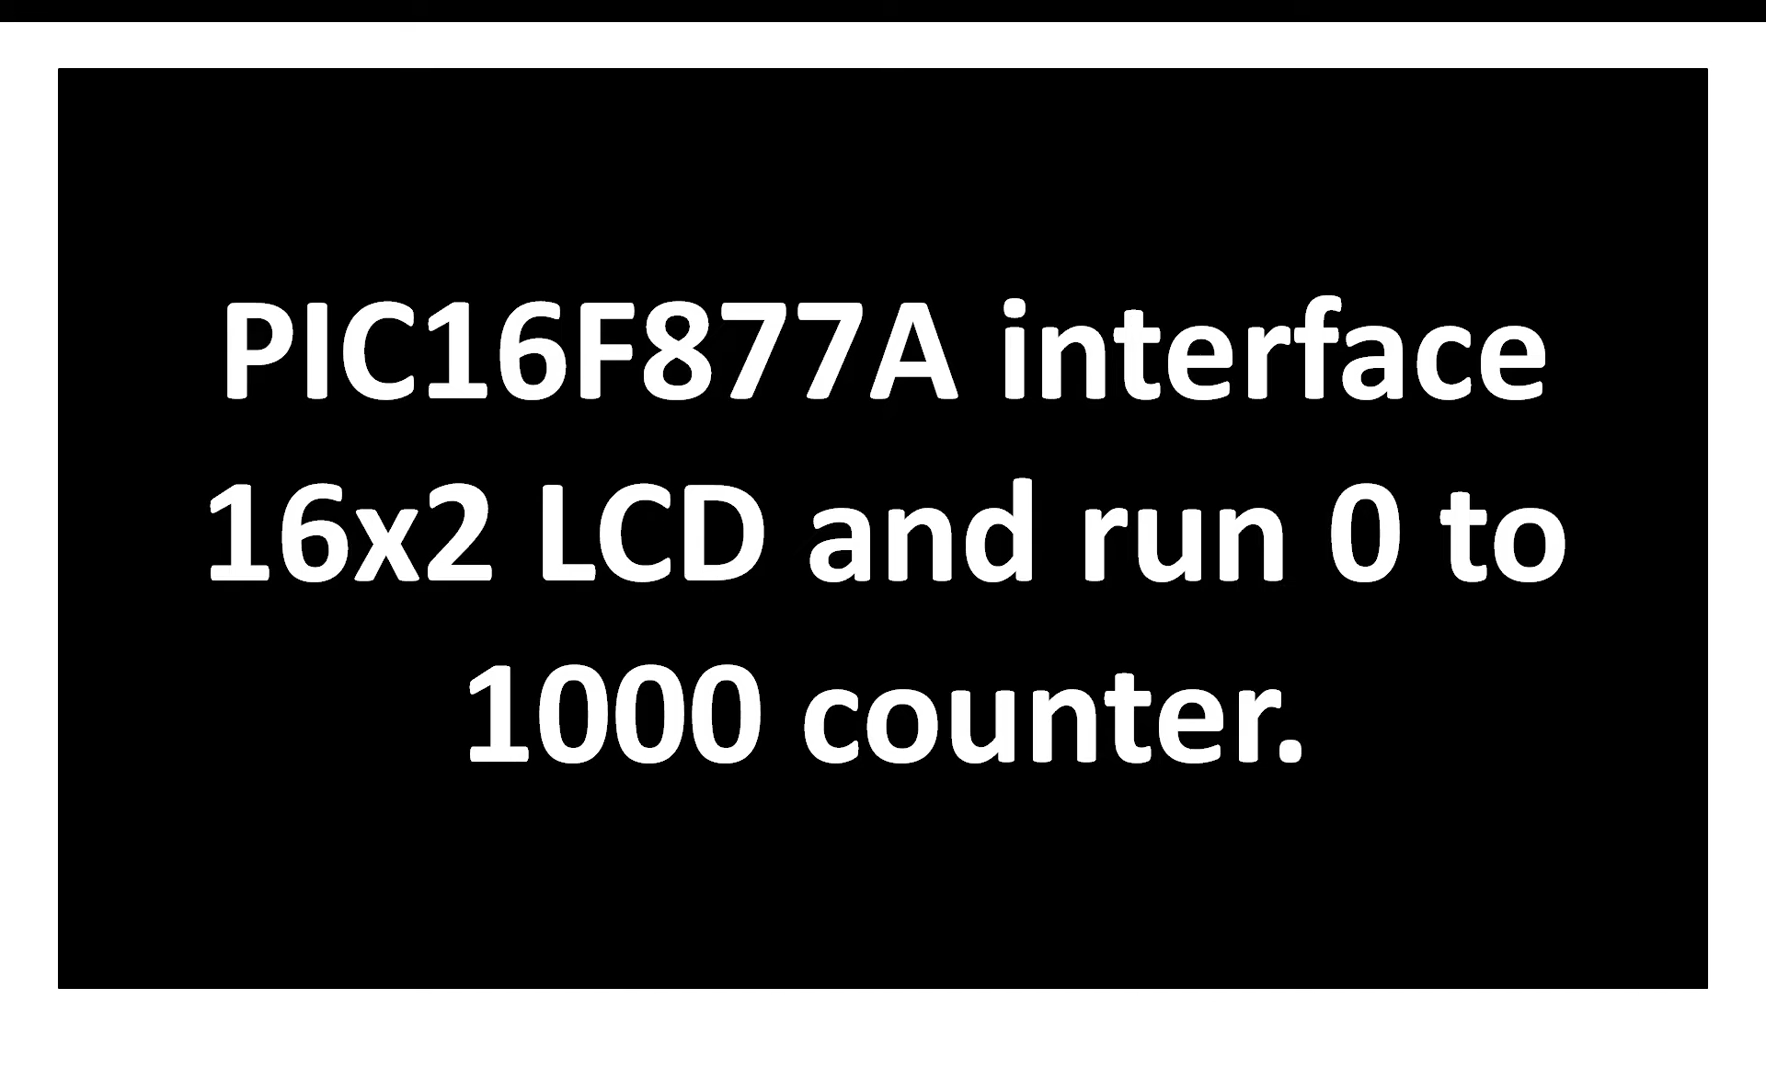 PIC16F877A interface
16x2 LCD and run 0 to
1000 counter.